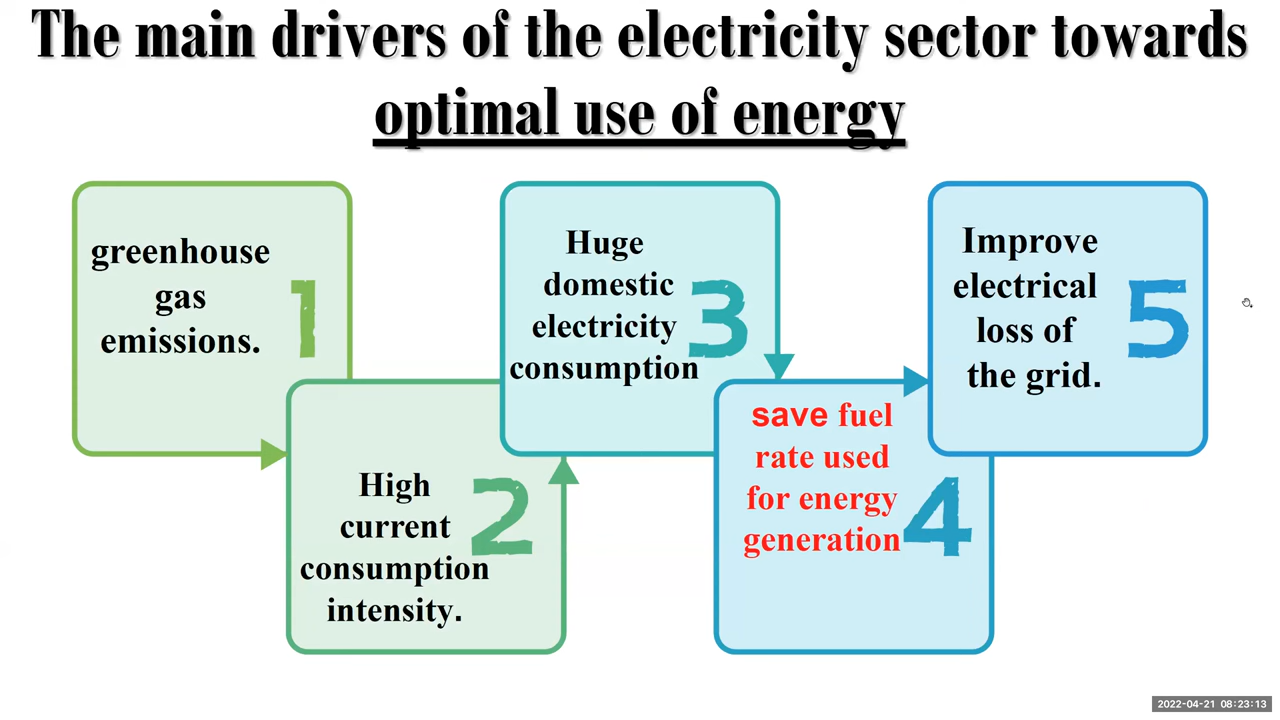 The main drivers of the electricity sector towards
optimal use of energy
greenhouse
gas
emissions.
1
High
current
consumption
intensity.
2
Huge
domestic
electricity
consumption
3
save fuel
rate used
for energy
generation
4
Improve
electrical
loss of
the grid.
5
2022-04-21 08:23:13